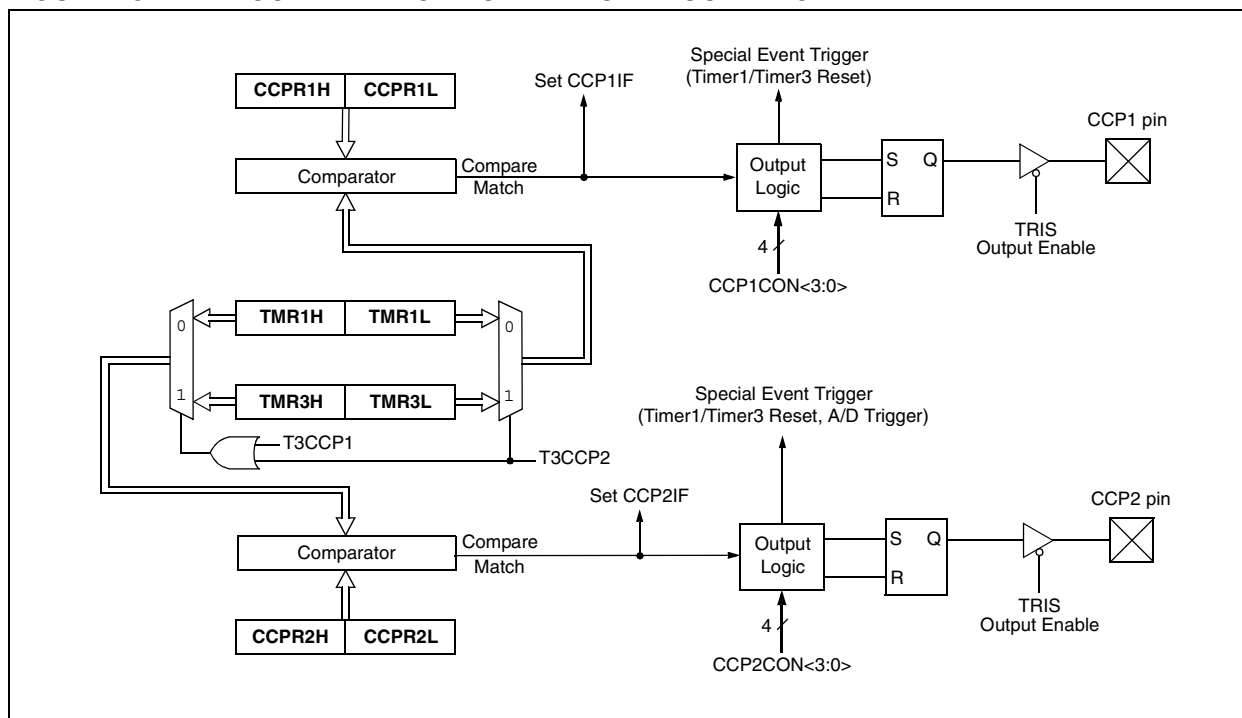 CCPR1H CCPR1L
Set CCP1IF
Special Event Trigger
(Timer1/Timer3 Reset)
CCP1 pin
Comparator
Compare
Match
Output
Logic
S Q
R
TRIS
Output Enable
4
CCP1CON<3:0>
0 TMR1H TMR1L 0
1 TMR3H TMR3L 1
T3CCP1
T3CCP2
Special Event Trigger
(Timer1/Timer3 Reset, A/D Trigger)
Set CCP2IF
CCP2 pin
Comparator
Compare
Match
Output
Logic
S Q
R
TRIS
Output Enable
4
CCPR2H CCPR2L
CCP2CON<3:0>